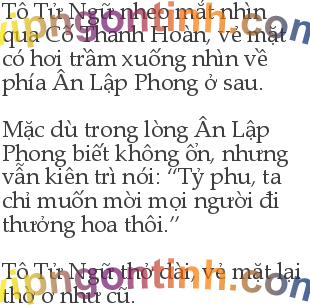 Tô Tử Ngữ nheo mắt nhìn
qua Cố Thanh Hoàn, vẻ mặt
có hơi trầm xuống nhìn về
phía Ân Lập Phong ở sau.
Mặc dù trong lòng Ân Lập
Phong biết không ổn, nhưng
vẫn kiên trì nói: “Tỷ phu, ta
chỉ muốn mời mọi người đi
thưởng hoa thôi.”
Tô Tử Ngữ thở dài, vẻ mặt lại
thờ ơ như cũ.